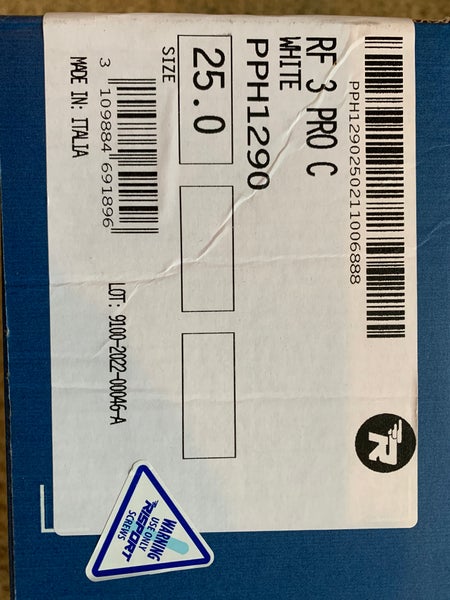 PPH1290250211006888
RF 3 PRO C
WHITE
PPH1290
25.0
SIZE
3 109884 691896
MADE IN: ITALIA
LOT: 9100-2022-00046-A
R
WARNING
USE ONLY
RISPORT
SCREWS